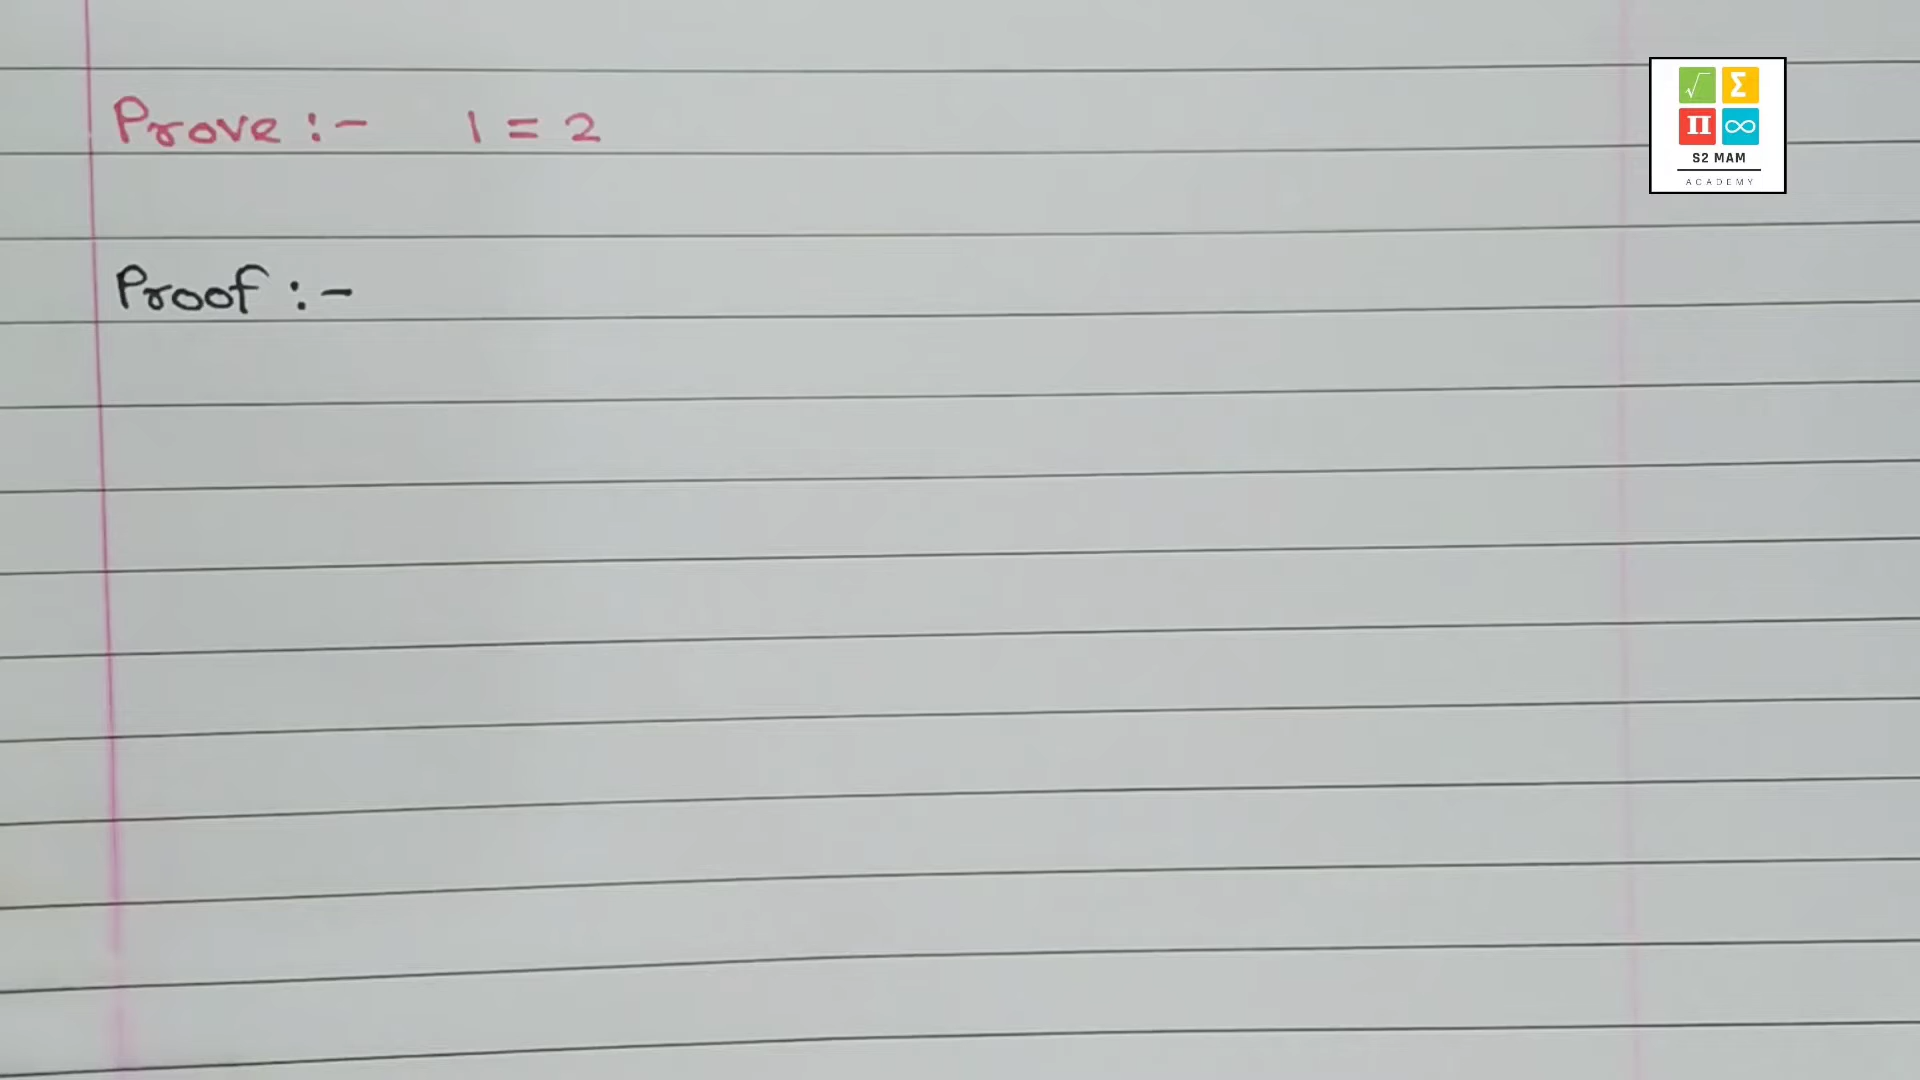 Prove :- 1 = 2
√ Σ
π ∞
S2 MAM
ACADEMY
Proof :-